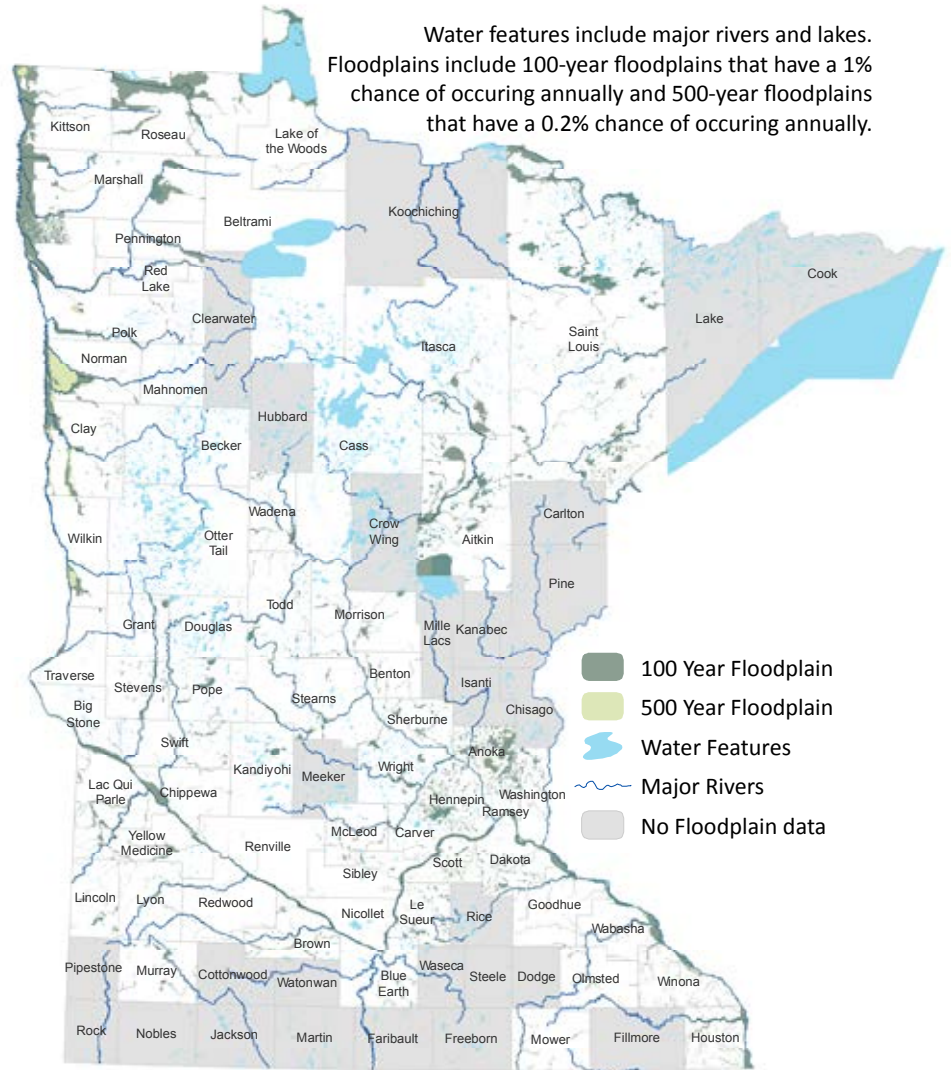 Water features include major rivers and lakes.
Floodplains include 100-year floodplains that have a 1%
chance of occuring annually and 500-year floodplains
that have a 0.2% chance of occuring annually.
Kittson
Roseau
Lake of
the Woods
Marshall
Koochiching
Beltrami
Pennington
Red
Lake
Cook
Clearwater
Lake
Polk
Saint
Louis
Itasca
Norman
Mahnomen
Hubbard
Clay
Becker
Cass
Wadena
Carlton
Crow
Wing
Wilkin
Otter
Tail
Aitkin
Pine
Todd
Morrison
Grant
Douglas
Mille
Lacs
Kanabec
Traverse
Stevens
Pope
Benton
Isanti
Big
Stone
Stearns
Chisago
Sherburne
Swift
Anoka
Kandiyohi
Meeker
Wright
Lac Qui
Parle
Chippewa
Hennepin
Washington
Ramsey
Yellow
Medicine
McLeod
Carver
Renville
Scott
Dakota
Sibley
Lincoln
Lyon
Redwood
Nicollet
Le
Sueur
Rice
Goodhue
Wabasha
Brown
Pipestone
Murray
Cottonwood
Watonwan
Blue
Earth
Waseca
Steele
Dodge
Olmsted
Winona
Rock
Nobles
Jackson
Martin
Faribault
Freeborn
Mower
Fillmore
Houston
100 Year Floodplain
500 Year Floodplain
Water Features
Major Rivers
No Floodplain data